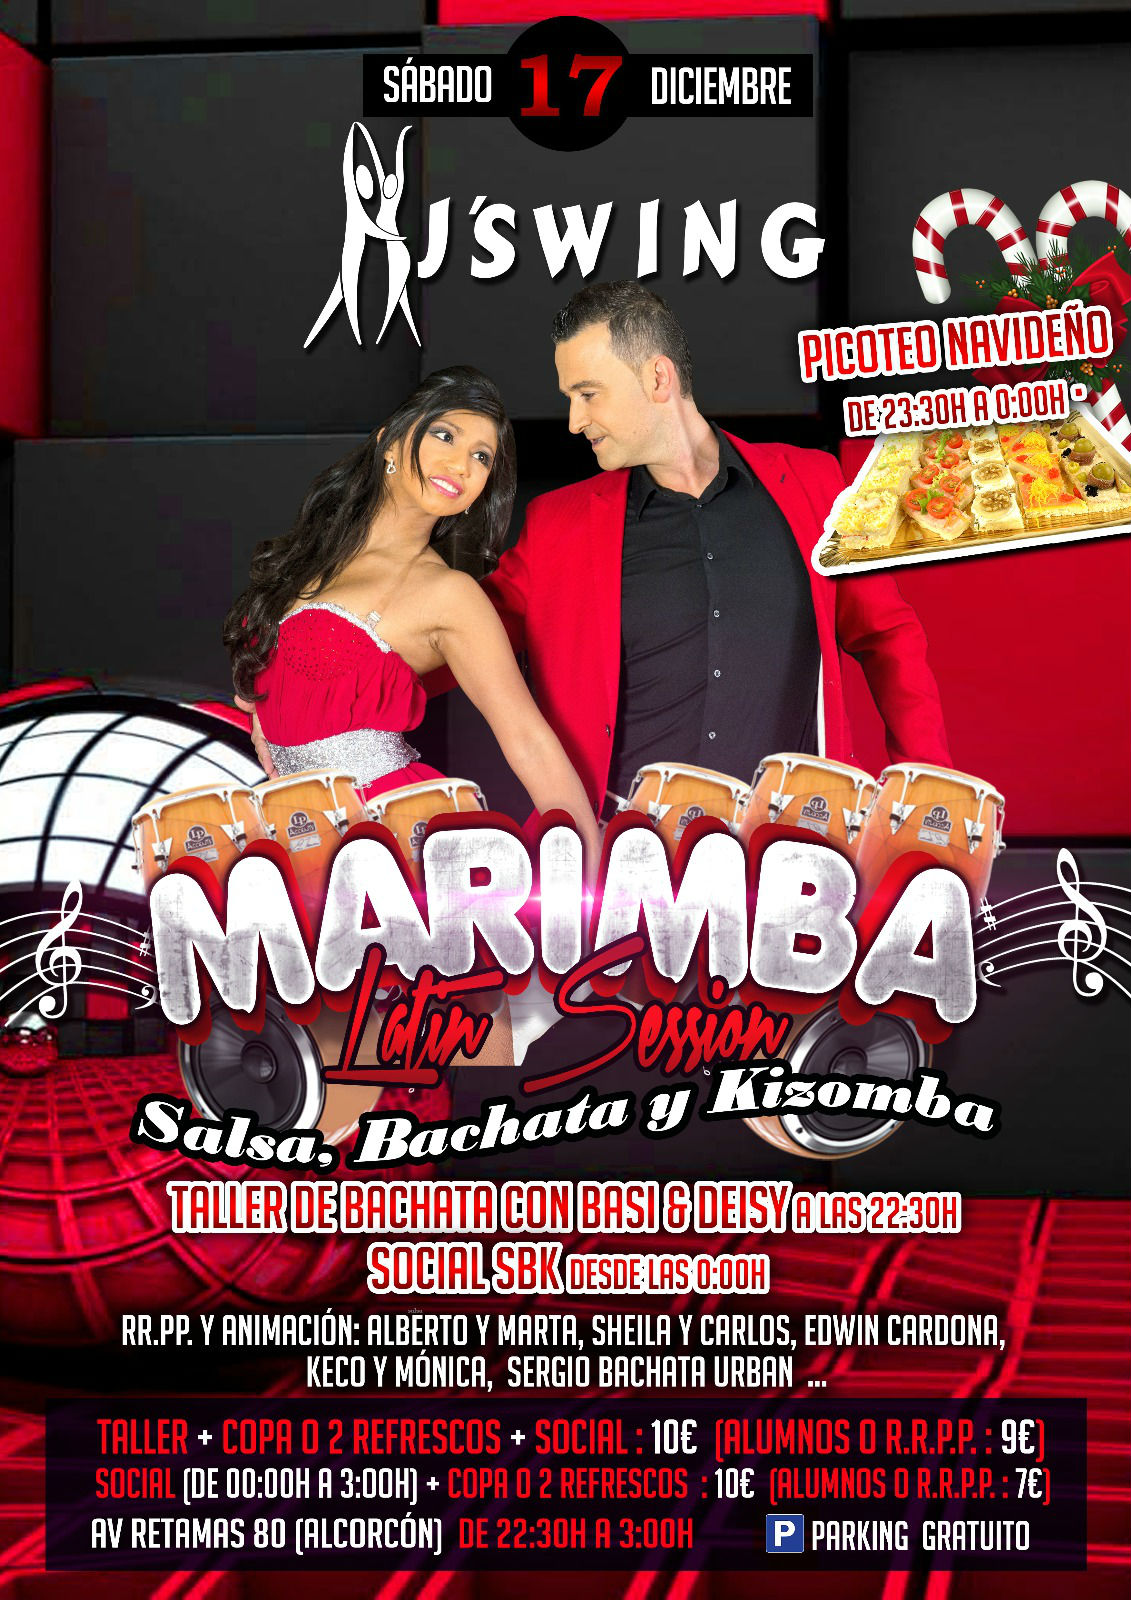 SÁBADO 17 DICIEMBRE
J'SWING
PICOTEO NAVIDEÑO
DE 23:30H A 0:00H
MARIMBA
Latin Session
Salsa, Bachata y Kizomba
TALLER DE BACHATA CON BASI & DEISY A LAS 22:30H
SOCIAL SBK DESDE LAS 0:00H
RR.PP. Y ANIMACIÓN: ALBERTO Y MARTA, SHEILA Y CARLOS, EDWIN CARDONA,
KECO Y MÓNICA, SERGIO BACHATA URBAN ...
TALLER + COPA O 2 REFRESCOS + SOCIAL : 10€ (ALUMNOS O R.R.P.P. : 9€)
SOCIAL (DE 00:00H A 3:00H) + COPA O 2 REFRESCOS : 10€ (ALUMNOS O R.R.P.P. : 7€)
AV RETAMAS 80 (ALCORCÓN) DE 22:30H A 3:00H P PARKING GRATUITO